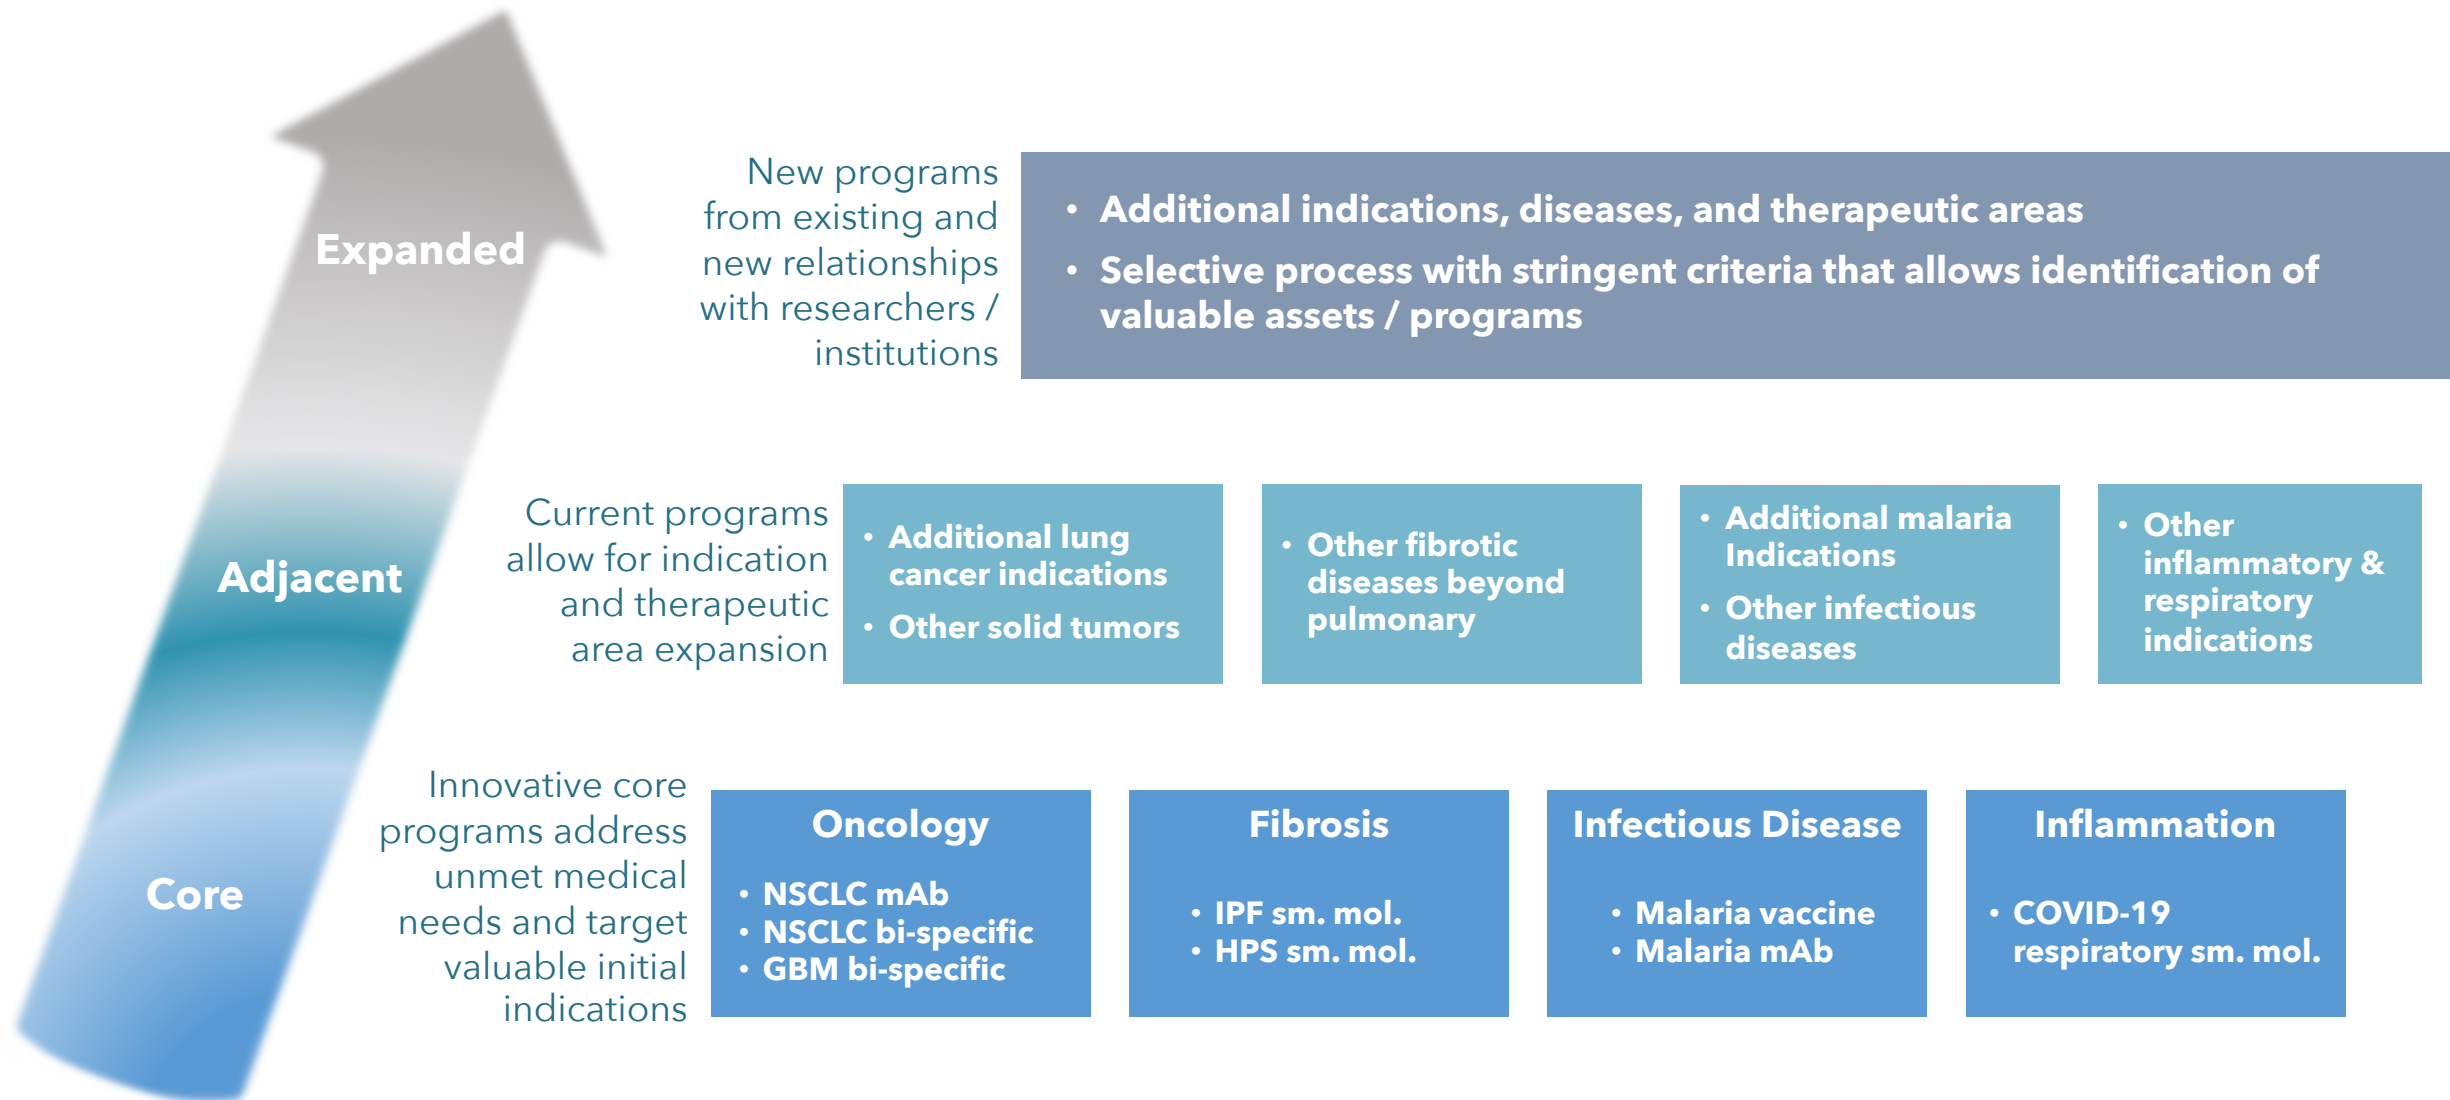 Expanded
New programs
from existing and
new relationships
with researchers /
institutions
• Additional indications, diseases, and therapeutic areas
• Selective process with stringent criteria that allows identification of
valuable assets / programs
Adjacent
Current programs
allow for indication
and therapeutic
area expansion
• Additional lung
cancer indications
• Other solid tumors
• Other fibrotic
diseases beyond
pulmonary
• Additional malaria
Indications
• Other infectious
diseases
• Other
inflammatory &
respiratory
indications
Core
Innovative core
programs address
unmet medical
needs and target
valuable initial
indications
Oncology
• NSCLC mAb
• NSCLC bi-specific
• GBM bi-specific
Fibrosis
• IPF sm. mol.
• HPS sm. mol.
Infectious Disease
• Malaria vaccine
• Malaria mAb
Inflammation
• COVID-19
respiratory sm. mol.